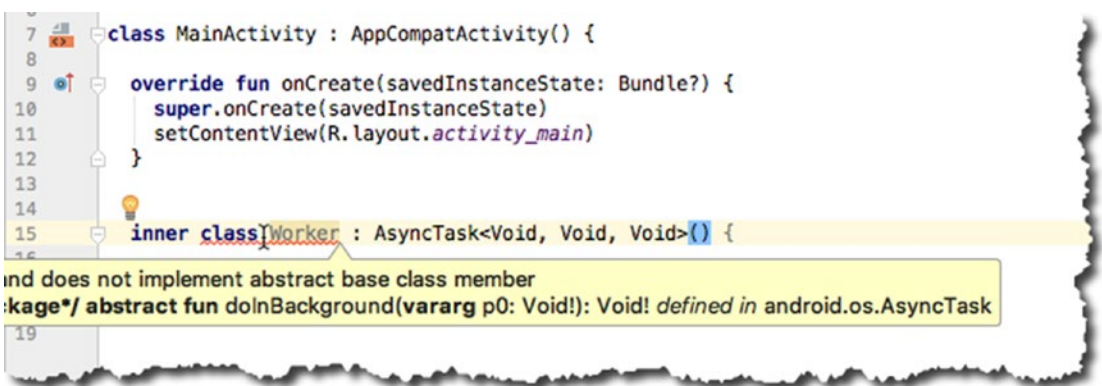 7 class MainActivity : AppCompatActivity() {
8
9 override fun onCreate(savedInstanceState: Bundle?) {
10 super.onCreate(savedInstanceState)
11 setContentView(R.layout.activity_main)
12 }
13
14
15 inner class Worker : AsyncTask<Void, Void, Void>() {
and does not implement abstract base class member
kage*/ abstract fun doInBackground(vararg p0: Void!): Void! defined in android.os.AsyncTask
19